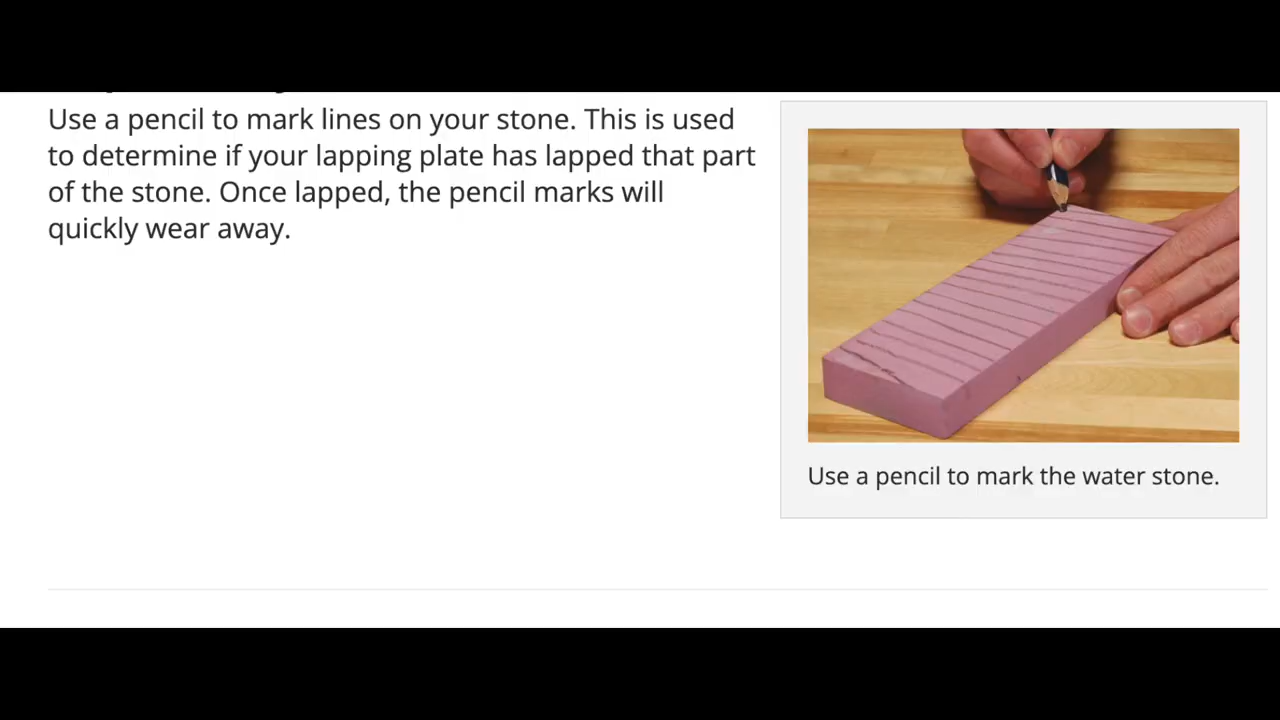 Use a pencil to mark lines on your stone. This is used
to determine if your lapping plate has lapped that part
of the stone. Once lapped, the pencil marks will
quickly wear away.
Use a pencil to mark the water stone.